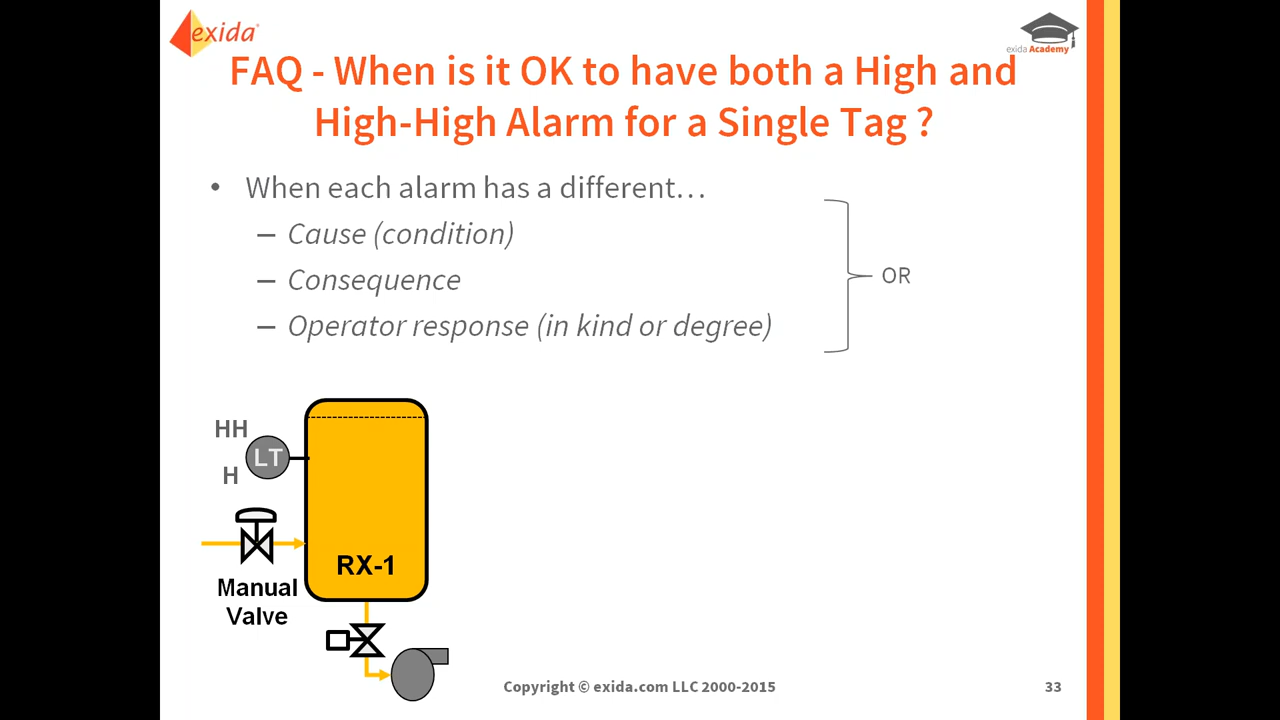 exida
exida Academy
FAQ - When is it OK to have both a High and
High-High Alarm for a Single Tag ?
• When each alarm has a different…
– Cause (condition)
– Consequence
– Operator response (in kind or degree)
OR
HH
LT
H
RX-1
Manual
Valve
Copyright © exida.com LLC 2000-2015
33